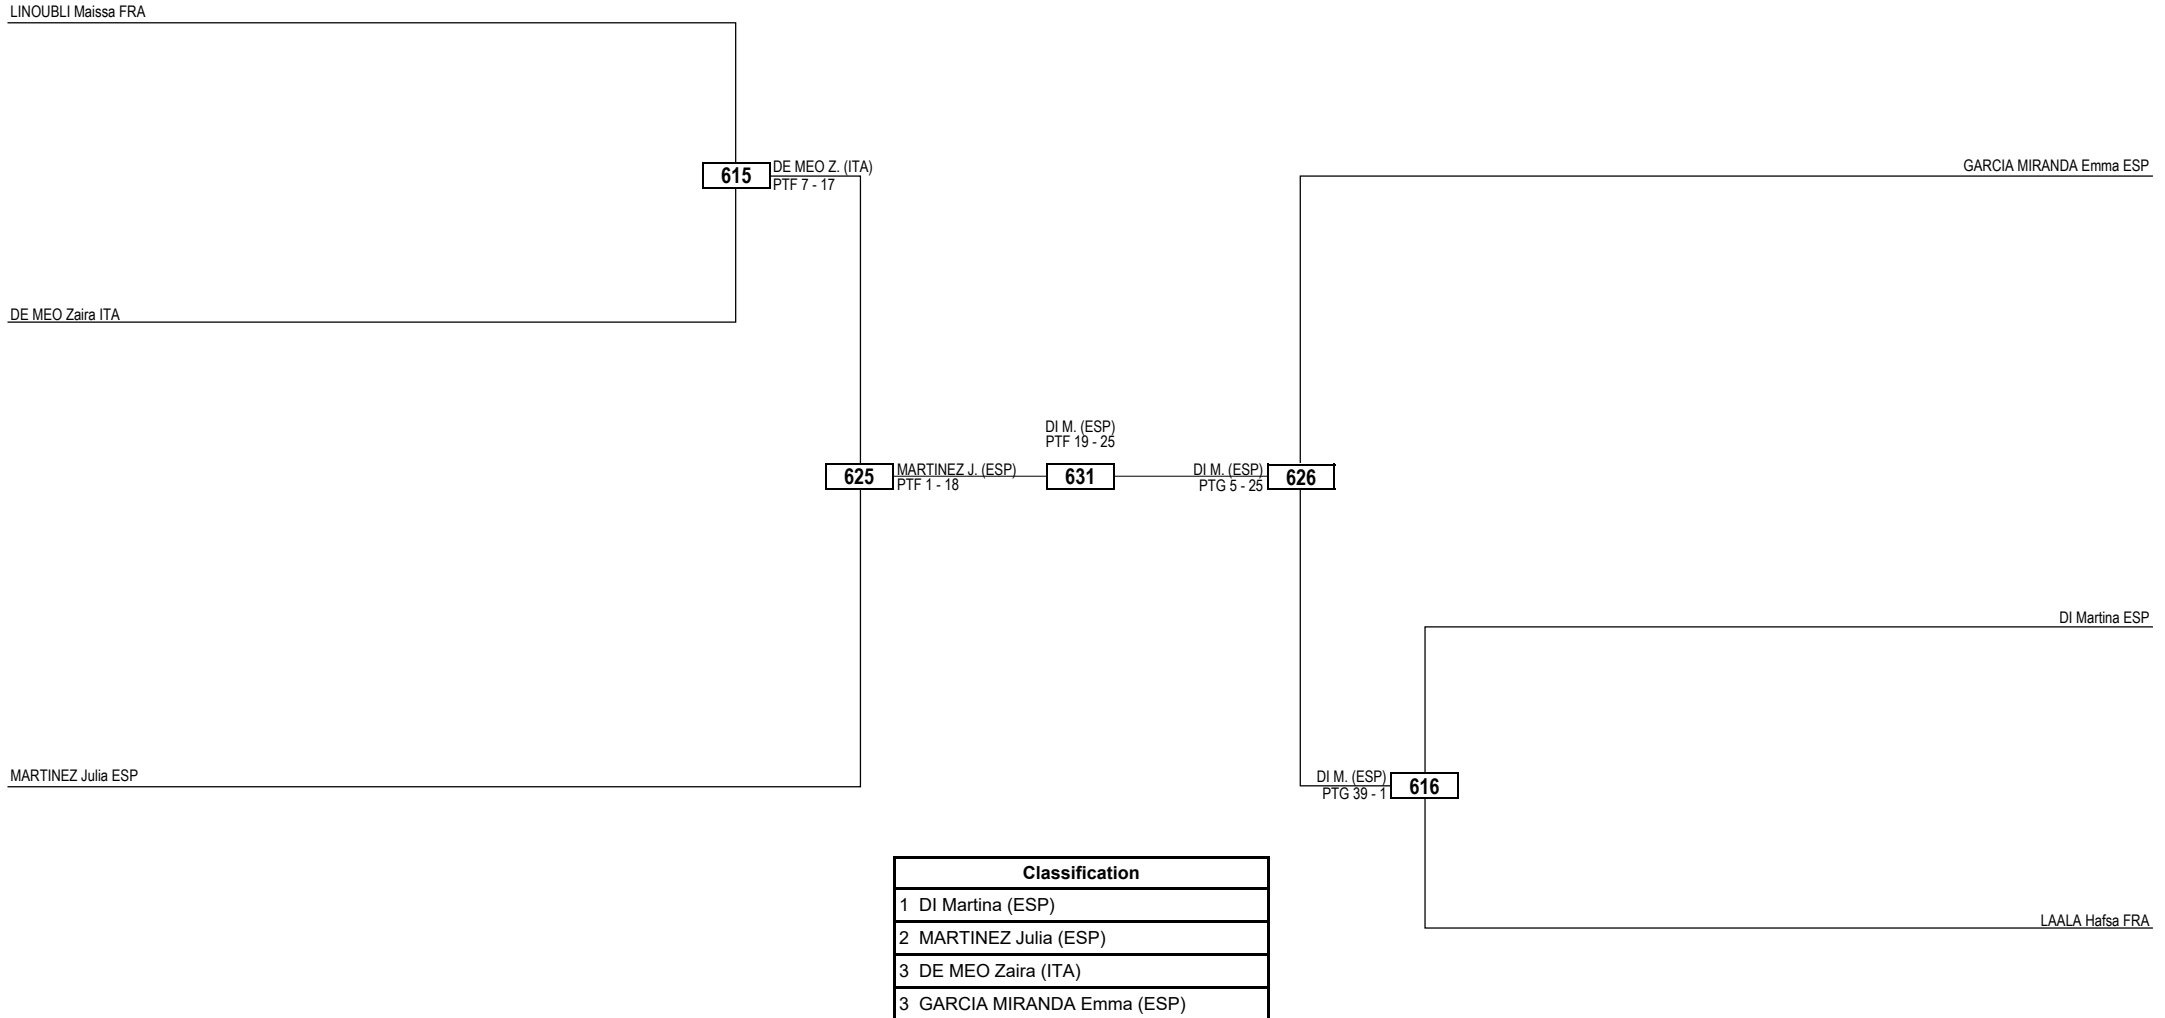 LINOUBLI Maissa FRA
615
DE MEO Z. (ITA)
PTF 7 - 17
DE MEO Zaira ITA
GARCIA MIRANDA Emma ESP
DI M. (ESP)
PTF 19 - 25
625
MARTINEZ J. (ESP)
PTF 1 - 18
631
DI M. (ESP)
PTG 5 - 25
626
DI Martina ESP
MARTINEZ Julia ESP
DI M. (ESP)
PTG 39 - 1
616
LAALA Hafsa FRA
Classification
1 DI Martina (ESP)
2 MARTINEZ Julia (ESP)
3 DE MEO Zaira (ITA)
3 GARCIA MIRANDA Emma (ESP)